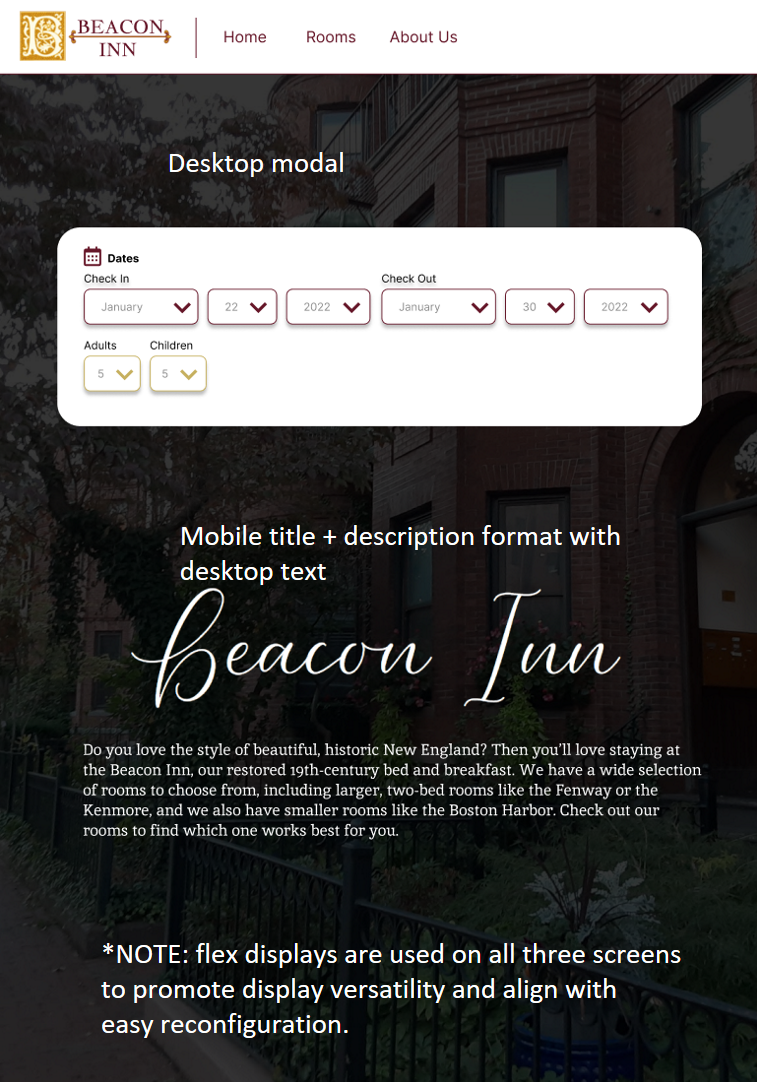 BEACON
INN
Home Rooms About Us
Desktop modal
Dates
Check In Check Out
January 22 2022 January 30 2022
Adults Children
5 5
Mobile title + description format with
desktop text
Beacon Inn
Do you love the style of beautiful, historic New England? Then you’ll love staying at
the Beacon Inn, our restored 19th-century bed and breakfast. We have a wide selection
of rooms to choose from, including larger, two-bed rooms like the Fenway or the
Kenmore, and we also have smaller rooms like the Boston Harbor. Check out our
rooms to find which one works best for you.
*NOTE: flex displays are used on all three screens
to promote display versatility and align with
easy reconfiguration.